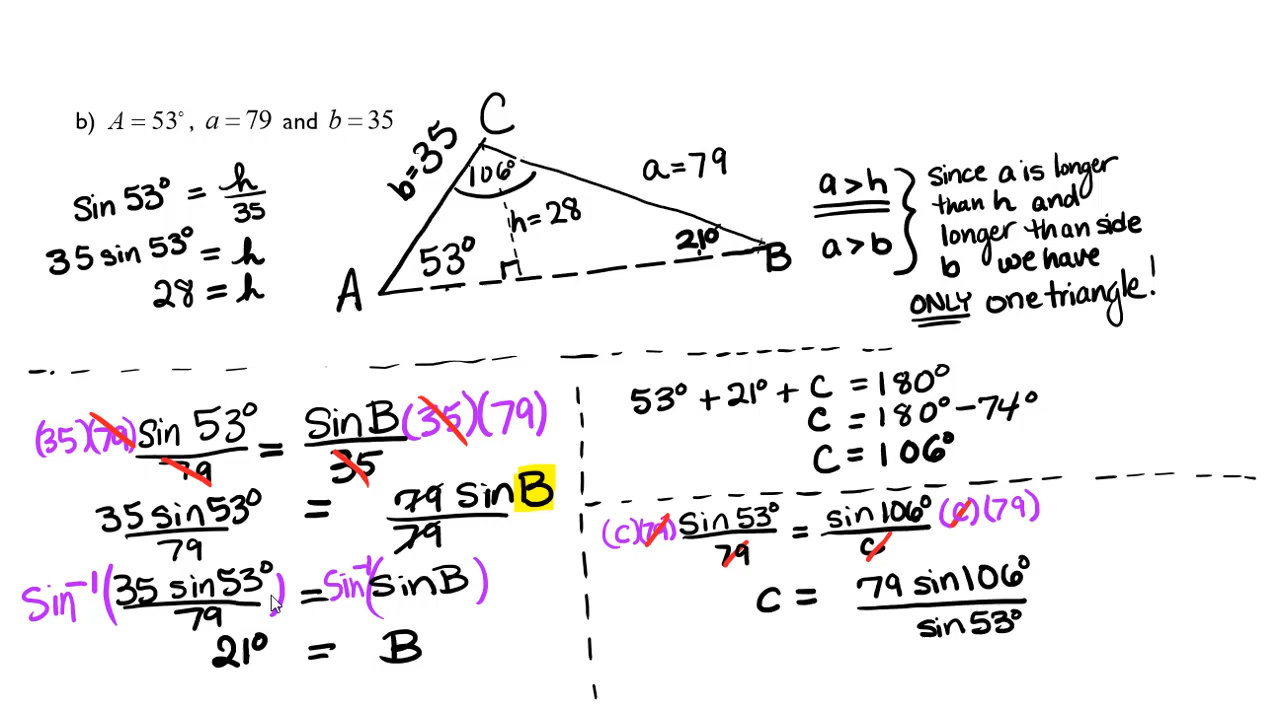 b) A = 53°, a = 79 and b = 35
sin 53° = h/35
35 sin 53° = h
28 = h
C
b=35
106°
a=79
h=28
53°
21°
A
B
a>h
a>b
since a is longer
than h and
longer than side
b we have
ONLY one triangle!
(35)(79) sin 53°/79 = sinB/35 (35)(79)
35 sin 53°/79 = 79 sin B/79
sin⁻¹(35 sin 53°/79) = sin⁻¹(sin B)
21° = B
53° + 21° + C = 180°
C = 180° - 74°
C = 106°
(c)(79) sin 53°/79 = sin 106°/c (c)(79)
c = 79 sin 106°/sin 53°